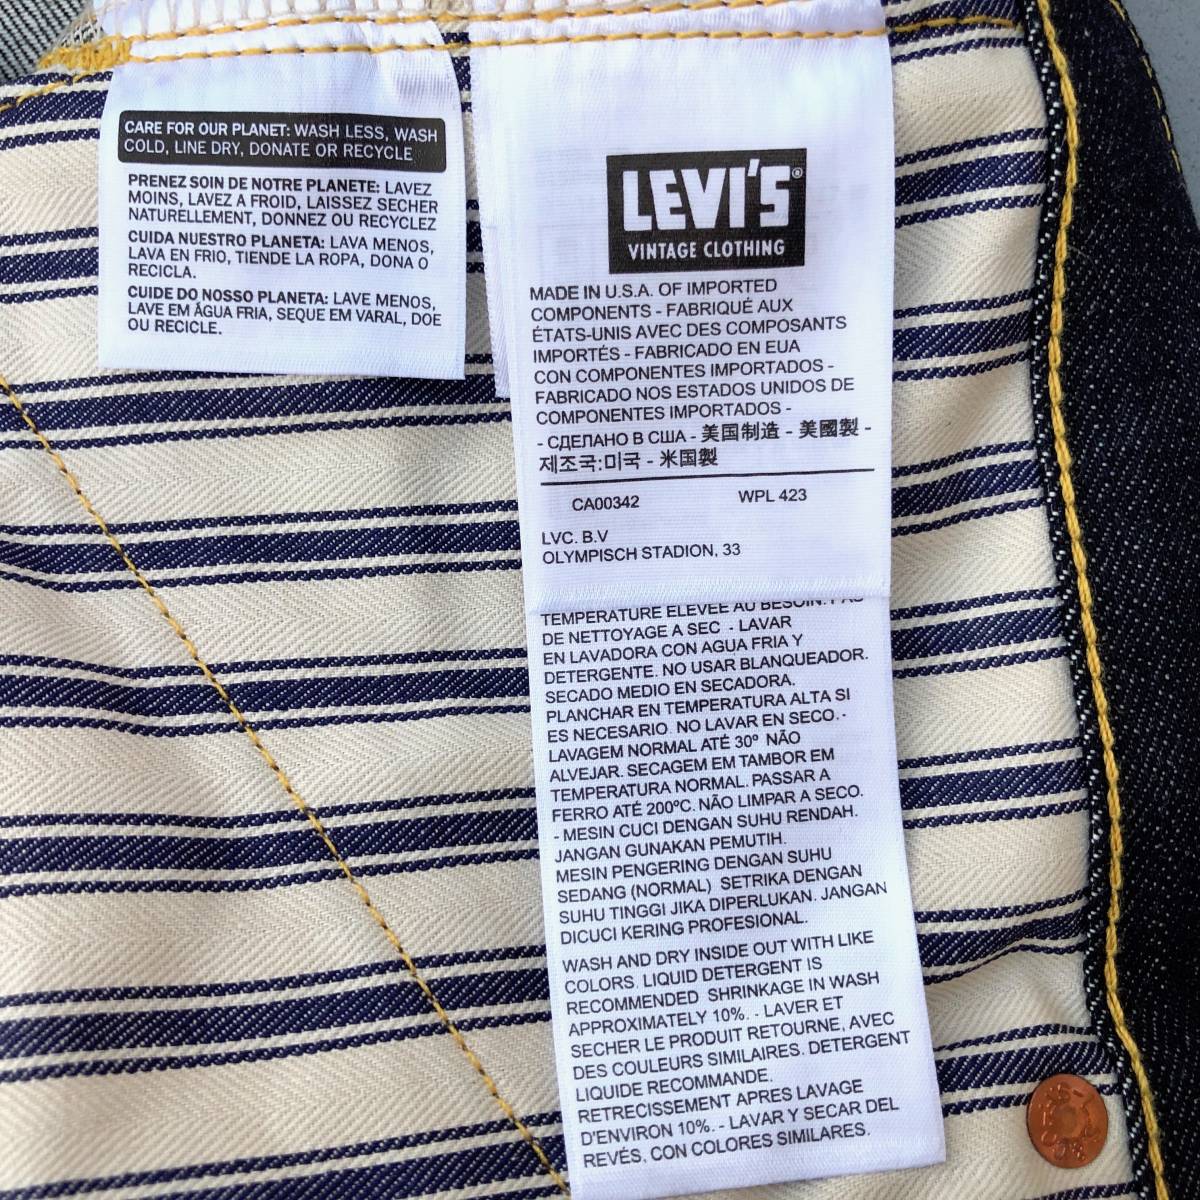 CARE FOR OUR PLANET: WASH LESS, WASH
COLD, LINE DRY, DONATE OR RECYCLE
PRENEZ SOIN DE NOTRE PLANETE: LAVEZ
MOINS, LAVEZ A FROID, LAISSEZ SECHER
NATURELLEMENT, DONNEZ OU RECYCLEZ
CUIDA NUESTRO PLANETA: LAVA MENOS,
LAVA EN FRIO, TIENDE LA ROPA, DONA O
RECICLA.
CUIDE DO NOSSO PLANETA: LAVE MENOS,
LAVE EM ÁGUA FRIA, SEQUE EM VARAL, DOE
OU RECICLE.
LEVI'S®
VINTAGE CLOTHING
MADE IN U.S.A. OF IMPORTED
COMPONENTS - FABRIQUÉ AUX
ÉTATS-UNIS AVEC DES COMPOSANTS
IMPORTÉS - FABRICADO EN EUA
CON COMPONENTES IMPORTADOS -
FABRICADO NOS ESTADOS UNIDOS DE
COMPONENTES IMPORTADOS -
- СДЕЛАНО В США - 美国制造 - 美國製 -
제조국:미국 - 米国製
CA00342 WPL 423
LVC. B.V
OLYMPISCH STADION, 33
TEMPERATURE ELEVEE AU BESOIN. PAS
DE NETTOYAGE A SEC - LAVAR
EN LAVADORA CON AGUA FRIA Y
DETERGENTE. NO USAR BLANQUEADOR.
SECADO MEDIO EN SECADORA.
PLANCHAR EN TEMPERATURA ALTA SI
ES NECESARIO. NO LAVAR EN SECO.-
LAVAGEM NORMAL ATÉ 30º NÃO
ALVEJAR. SECAGEM EM TAMBOR EM
TEMPERATURA NORMAL. PASSAR A
FERRO ATÉ 200ºC. NÃO LIMPAR A SECO.
- MESIN CUCI DENGAN SUHU RENDAH.
JANGAN GUNAKAN PEMUTIH.
MESIN PENGERING DENGAN SUHU
SEDANG (NORMAL) SETRIKA DENGAN
SUHU TINGGI JIKA DIPERLUKAN. JANGAN
DICUCI KERING PROFESIONAL.
WASH AND DRY INSIDE OUT WITH LIKE
COLORS. LIQUID DETERGENT IS
RECOMMENDED SHRINKAGE IN WASH
APPROXIMATELY 10%. - LAVER ET
SECHER LE PRODUIT RETOURNE, AVEC
DES COULEURS SIMILAIRES. DETERGENT
LIQUIDE RECOMMANDE.
RETRECISSEMENT APRES LAVAGE
D'ENVIRON 10%. - LAVAR Y SECAR DEL
REVÉS, CON COLORES SIMILARES.